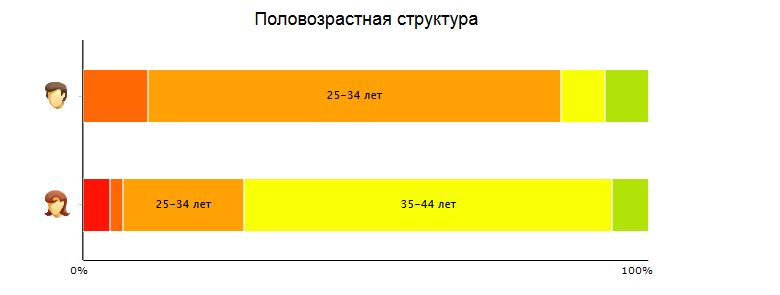 Половозрастная структура
25-34 лет
25-34 лет
35-44 лет
0%
100%